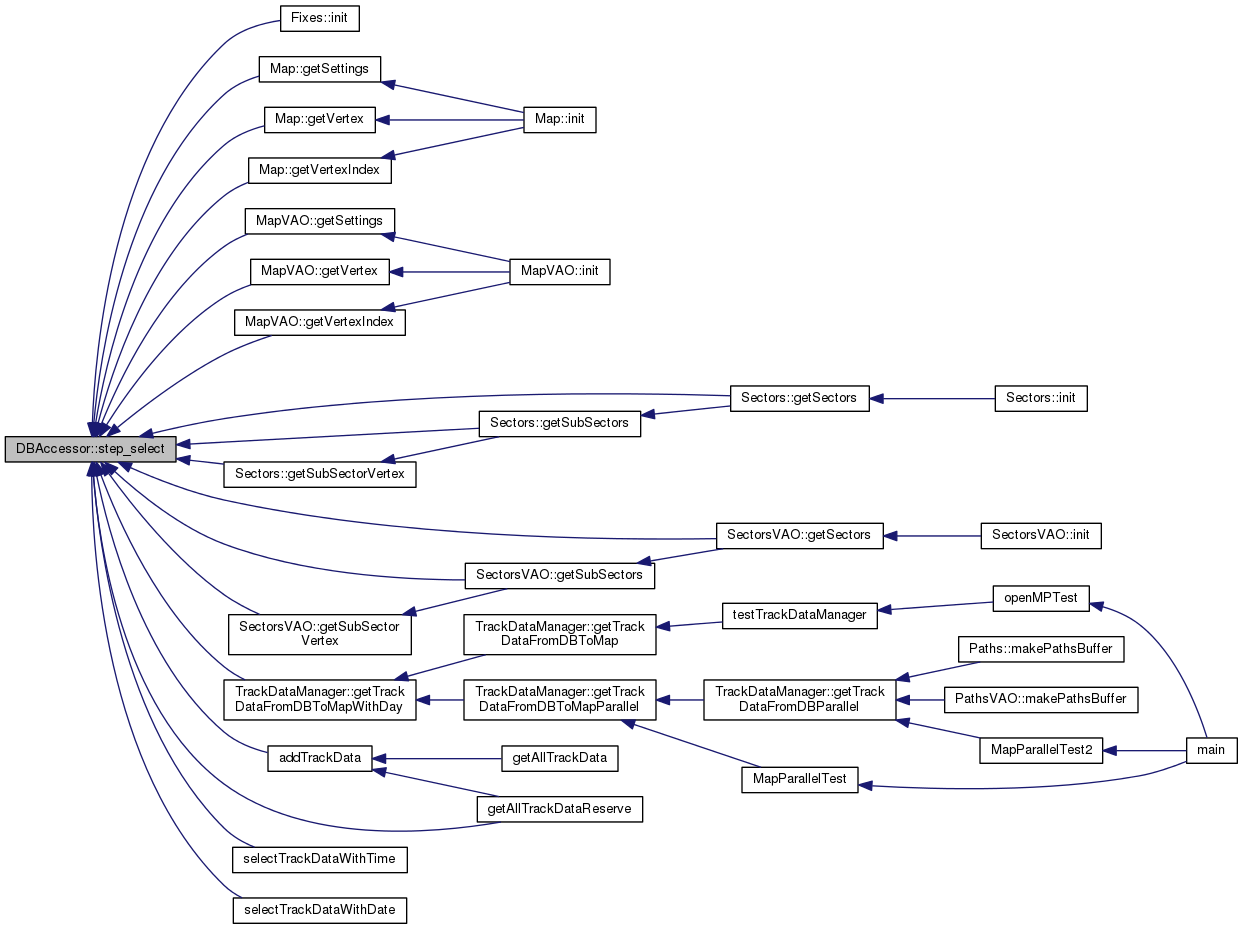 Fixes::init
Map::getSettings
Map::getVertex
Map::init
Map::getVertexIndex
MapVAO::getSettings
MapVAO::getVertex
MapVAO::init
MapVAO::getVertexIndex
Sectors::getSectors
Sectors::init
Sectors::getSubSectors
DBAccessor::step_select
Sectors::getSubSectorVertex
SectorsVAO::getSectors
SectorsVAO::init
SectorsVAO::getSubSectors
openMPTest
testTrackDataManager
SectorsVAO::getSubSector
Vertex
TrackDataManager::getTrack
DataFromDBToMap
Paths::makePathsBuffer
TrackDataManager::getTrack
DataFromDBToMapWithDay
TrackDataManager::getTrack
DataFromDBToMapParallel
TrackDataManager::getTrack
DataFromDBParallel
PathsVAO::makePathsBuffer
MapParallelTest2
main
addTrackData
getAllTrackData
MapParallelTest
getAllTrackDataReserve
selectTrackDataWithTime
selectTrackDataWithDate